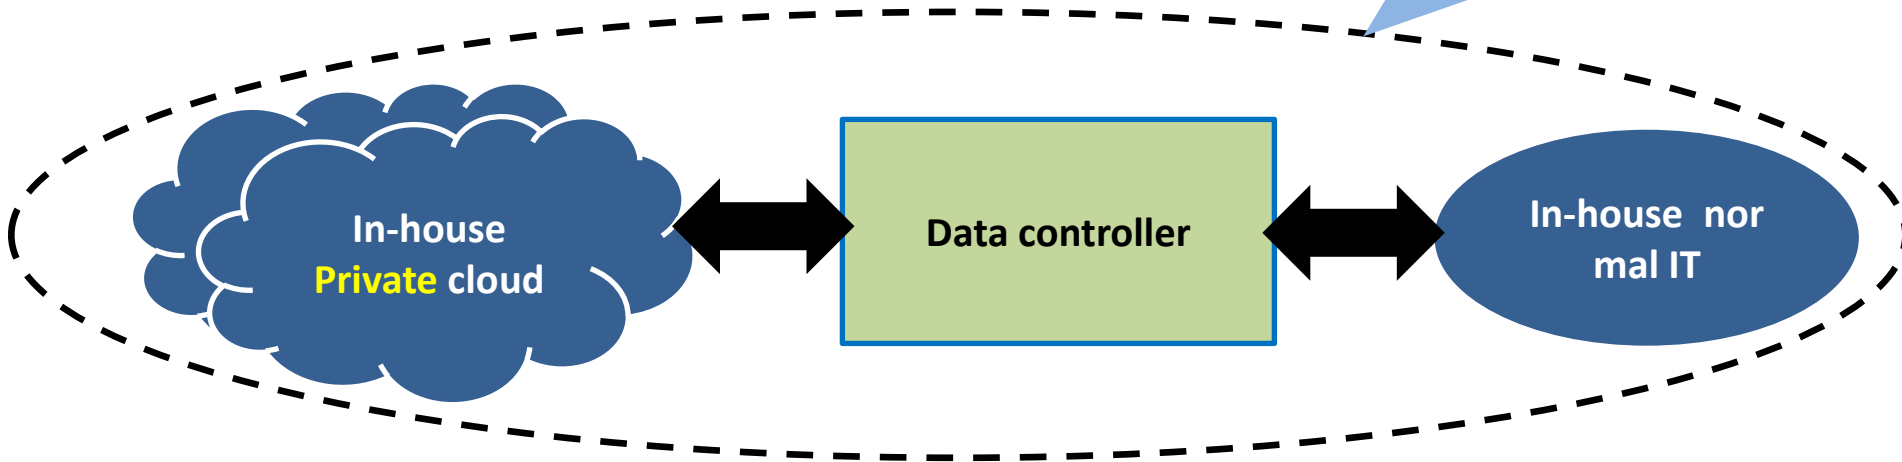 In-house
Private cloud
Data controller
In-house  nor
mal IT